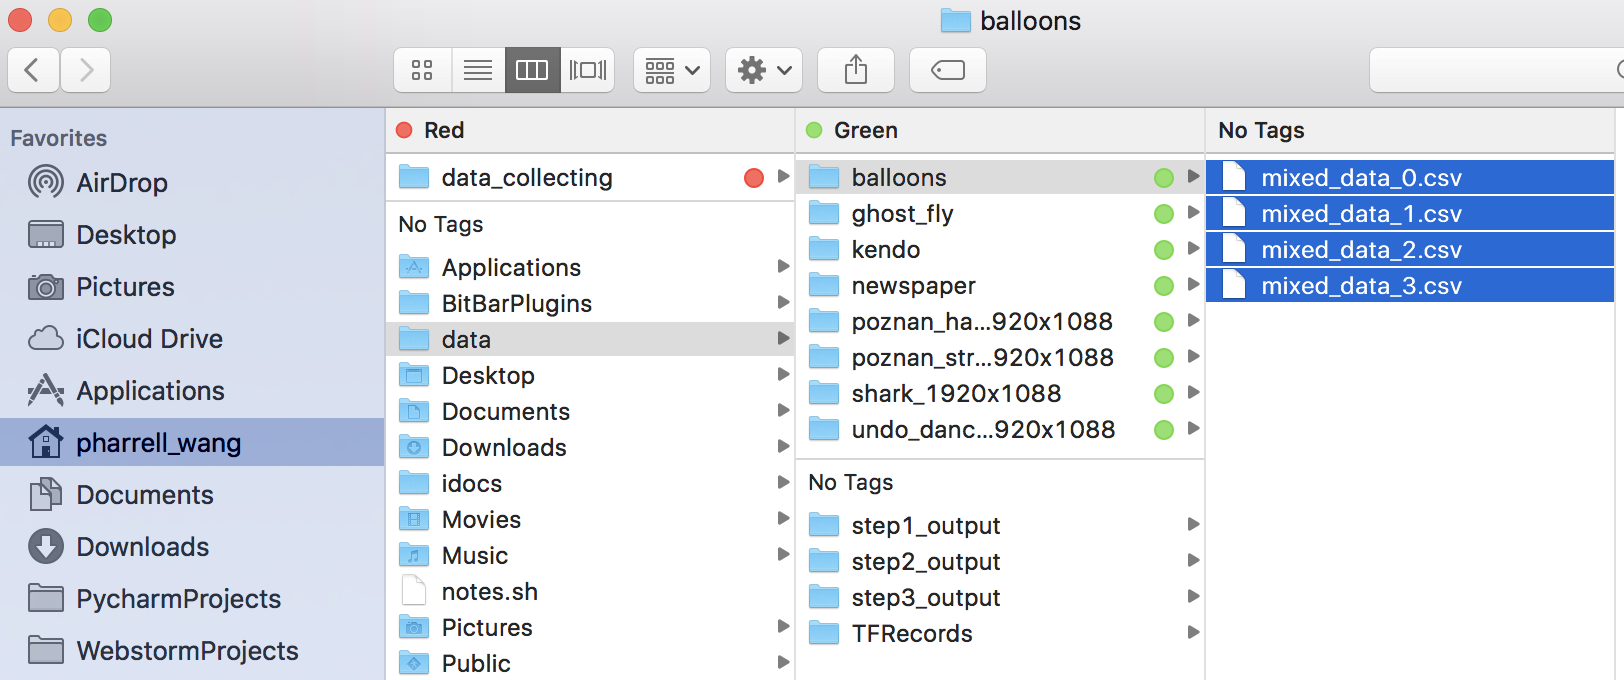 balloons
Favorites
AirDrop
Desktop
Pictures
iCloud Drive
Applications
pharrell_wang
Documents
Downloads
PycharmProjects
WebstormProjects
Red
data_collecting
No Tags
Applications
BitBarPlugins
data
Desktop
Documents
Downloads
idocs
Movies
Music
notes.sh
Pictures
Public
Green
balloons
ghost_fly
kendo
newspaper
poznan_ha...920x1088
poznan_str...920x1088
shark_1920x1088
undo_danc...920x1088
No Tags
step1_output
step2_output
step3_output
TFRecords
No Tags
mixed_data_0.csv
mixed_data_1.csv
mixed_data_2.csv
mixed_data_3.csv